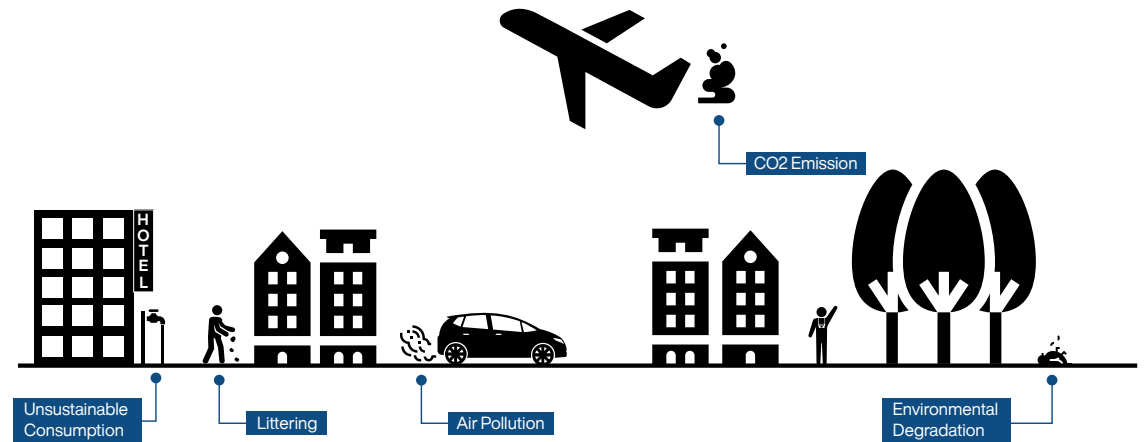 CO2 Emission
HOTEL
Unsustainable
Consumption
Littering
Air Pollution
Environmental
Degradation